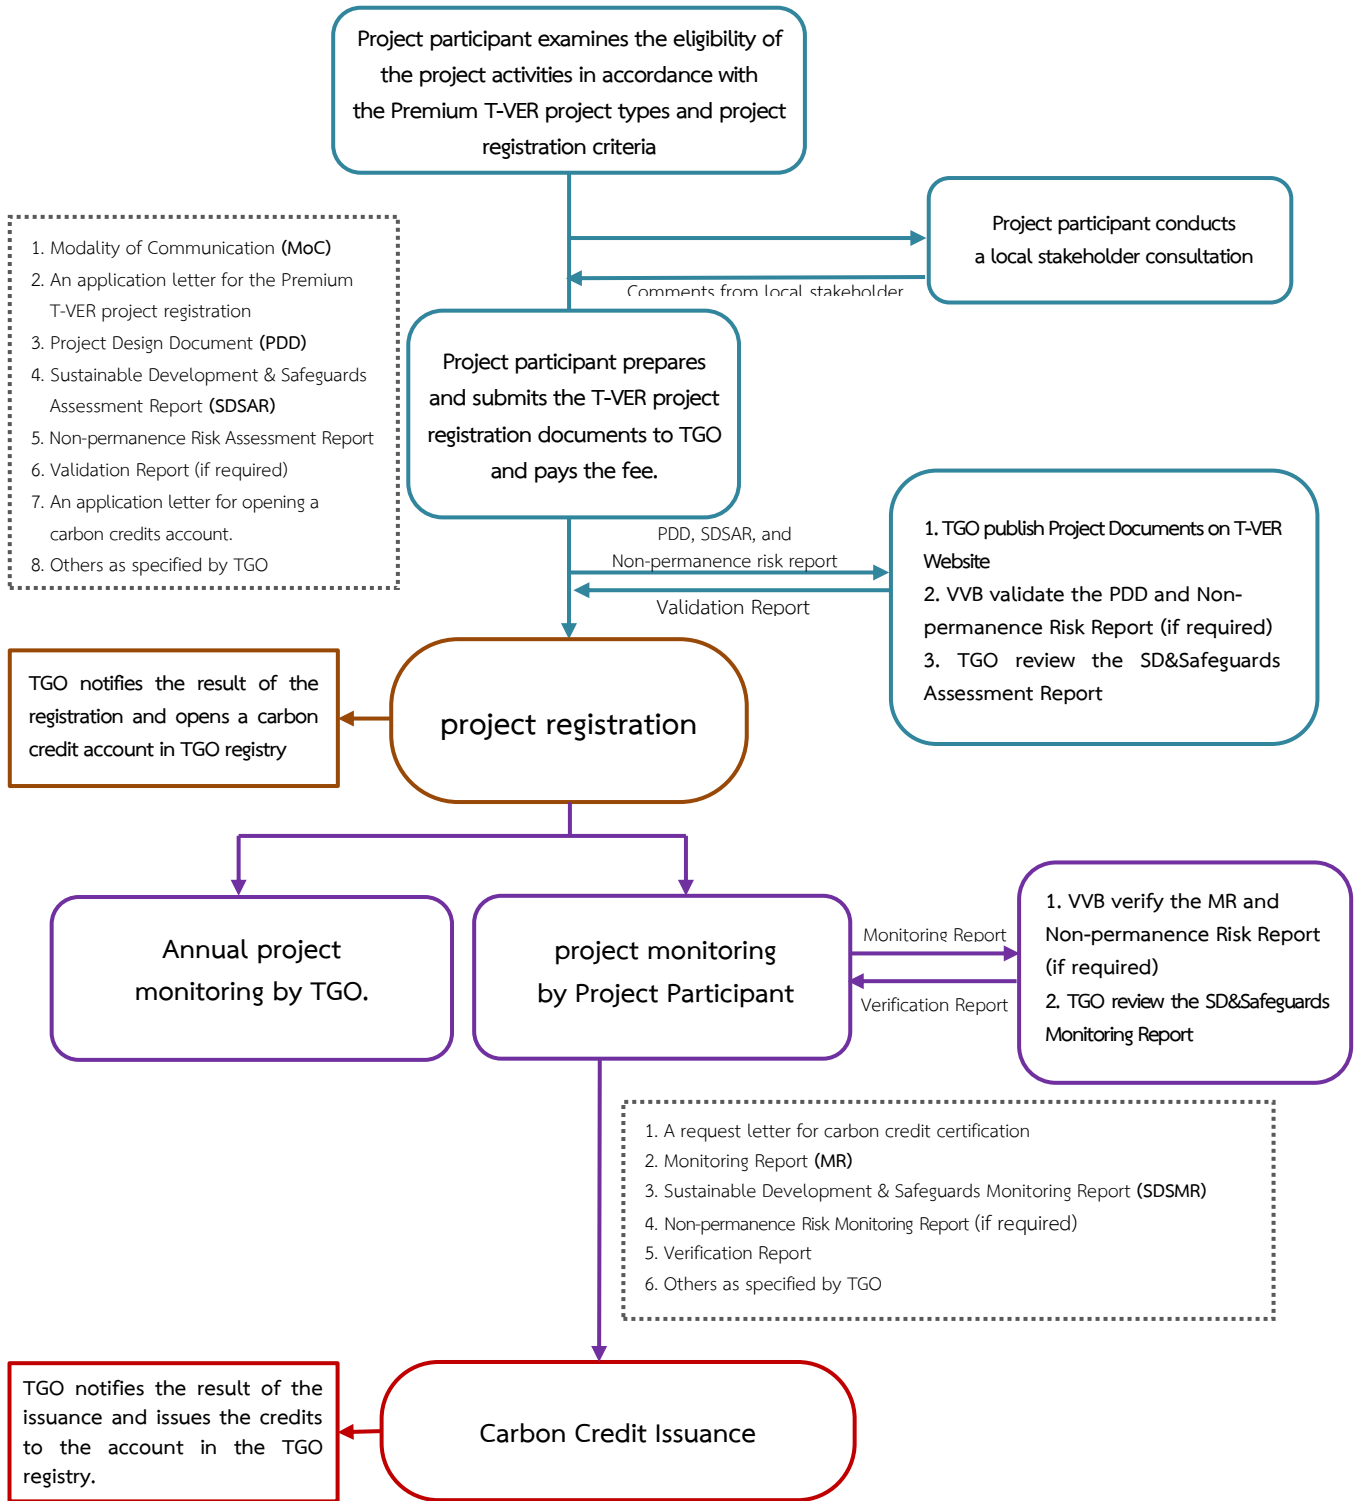 Project participant examines the eligibility of
the project activities in accordance with
the Premium T-VER project types and project
registration criteria
Project participant conducts
a local stakeholder consultation
Comments from local stakeholder
1. Modality of Communication (MoC)
2. An application letter for the Premium
T-VER project registration
3. Project Design Document (PDD)
4. Sustainable Development & Safeguards
Assessment Report (SDSAR)
5. Non-permanence Risk Assessment Report
6. Validation Report (if required)
7. An application letter for opening a
carbon credits account.
8. Others as specified by TGO
Project participant prepares
and submits the T-VER project
registration documents to TGO
and pays the fee.
PDD, SDSAR, and
Non-permanence risk report
Validation Report
1. TGO publish Project Documents on T-VER
Website
2. VVB validate the PDD and Non-
permanence Risk Report (if required)
3. TGO review the SD&Safeguards
Assessment Report
TGO notifies the result of the
registration and opens a carbon
credit account in TGO registry
project registration
Annual project
monitoring by TGO.
project monitoring
by Project Participant
Monitoring Report
Verification Report
1. VVB verify the MR and
Non-permanence Risk Report
(if required)
2. TGO review the SD&Safeguards
Monitoring Report
1. A request letter for carbon credit certification
2. Monitoring Report (MR)
3. Sustainable Development & Safeguards Monitoring Report (SDSMR)
4. Non-permanence Risk Monitoring Report (if required)
5. Verification Report
6. Others as specified by TGO
TGO notifies the result of the
issuance and issues the credits
to the account in the TGO
registry.
Carbon Credit Issuance